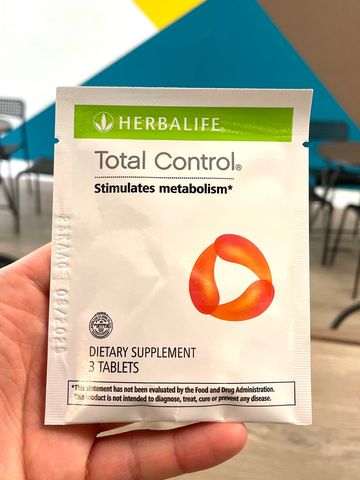 HERBALIFE
Total Control®
Stimulates metabolism*
DIETARY SUPPLEMENT
3 TABLETS
*This statement has not been evaluated by the Food and Drug Administration.
This product is not intended to diagnose, treat, cure or prevent any disease.